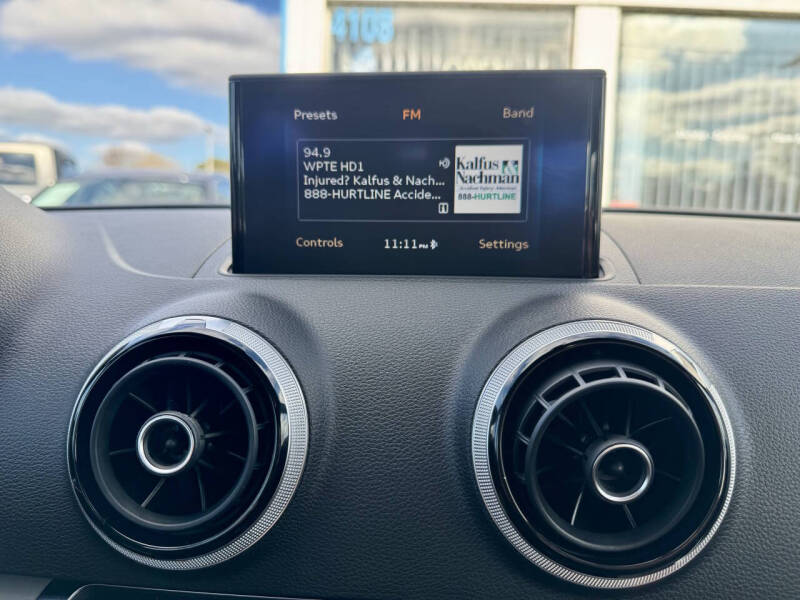 4108
Presets FM Band
94.9
WPTE HD1
Injured? Kalfus & Nach...
888-HURTLINE Accide...
Kalfus &
Nachman
888-HURTLINE
Controls 11:11PM Settings